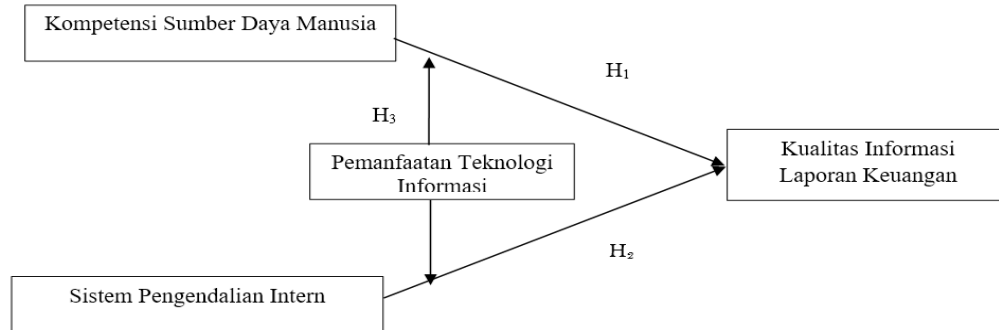 Kompetensi Sumber Daya Manusia
H₁
H₃
Pemanfaatan Teknologi
Informasi
Kualitas Informasi
Laporan Keuangan
H₂
Sistem Pengendalian Intern